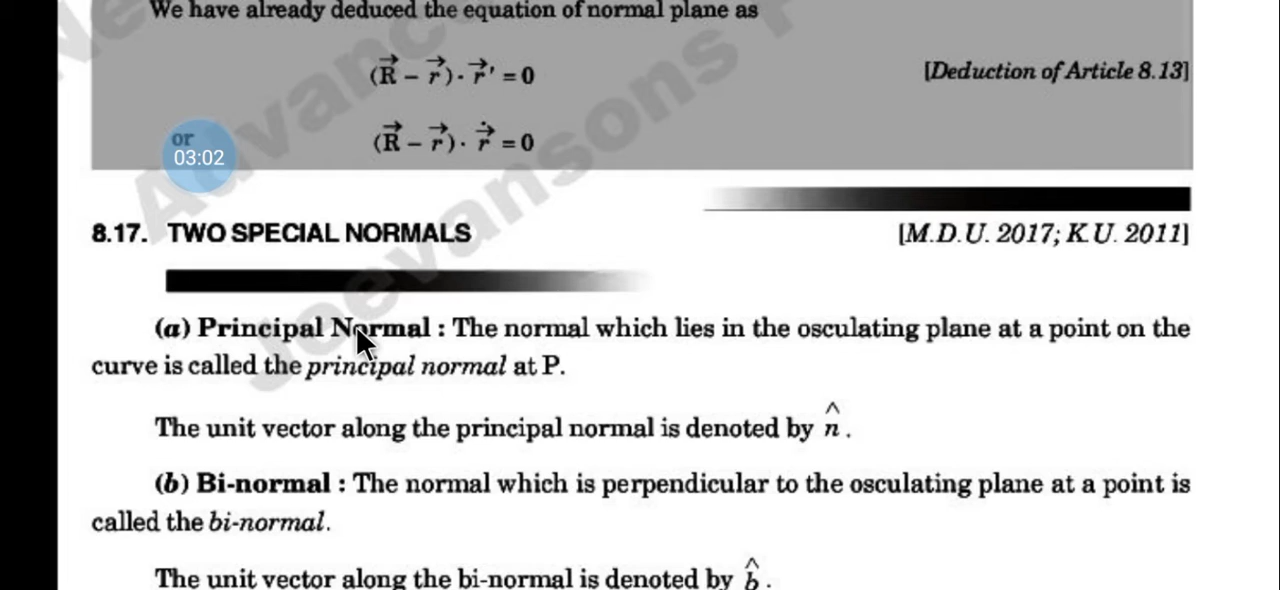 We have already deduced the equation of normal plane as
(R⃗ – r⃗) . r⃗' = 0 [Deduction of Article 8.13]
or (R⃗ – r⃗) . ṙ⃗ = 0
03:02
8.17. TWO SPECIAL NORMALS [M.D.U. 2017; K.U. 2011]
(a) Principal Normal : The normal which lies in the osculating plane at a point on the
curve is called the principal normal at P.
The unit vector along the principal normal is denoted by n̂ .
(b) Bi-normal : The normal which is perpendicular to the osculating plane at a point is
called the bi-normal.
The unit vector along the bi-normal is denoted by b̂ .
Jeevansons